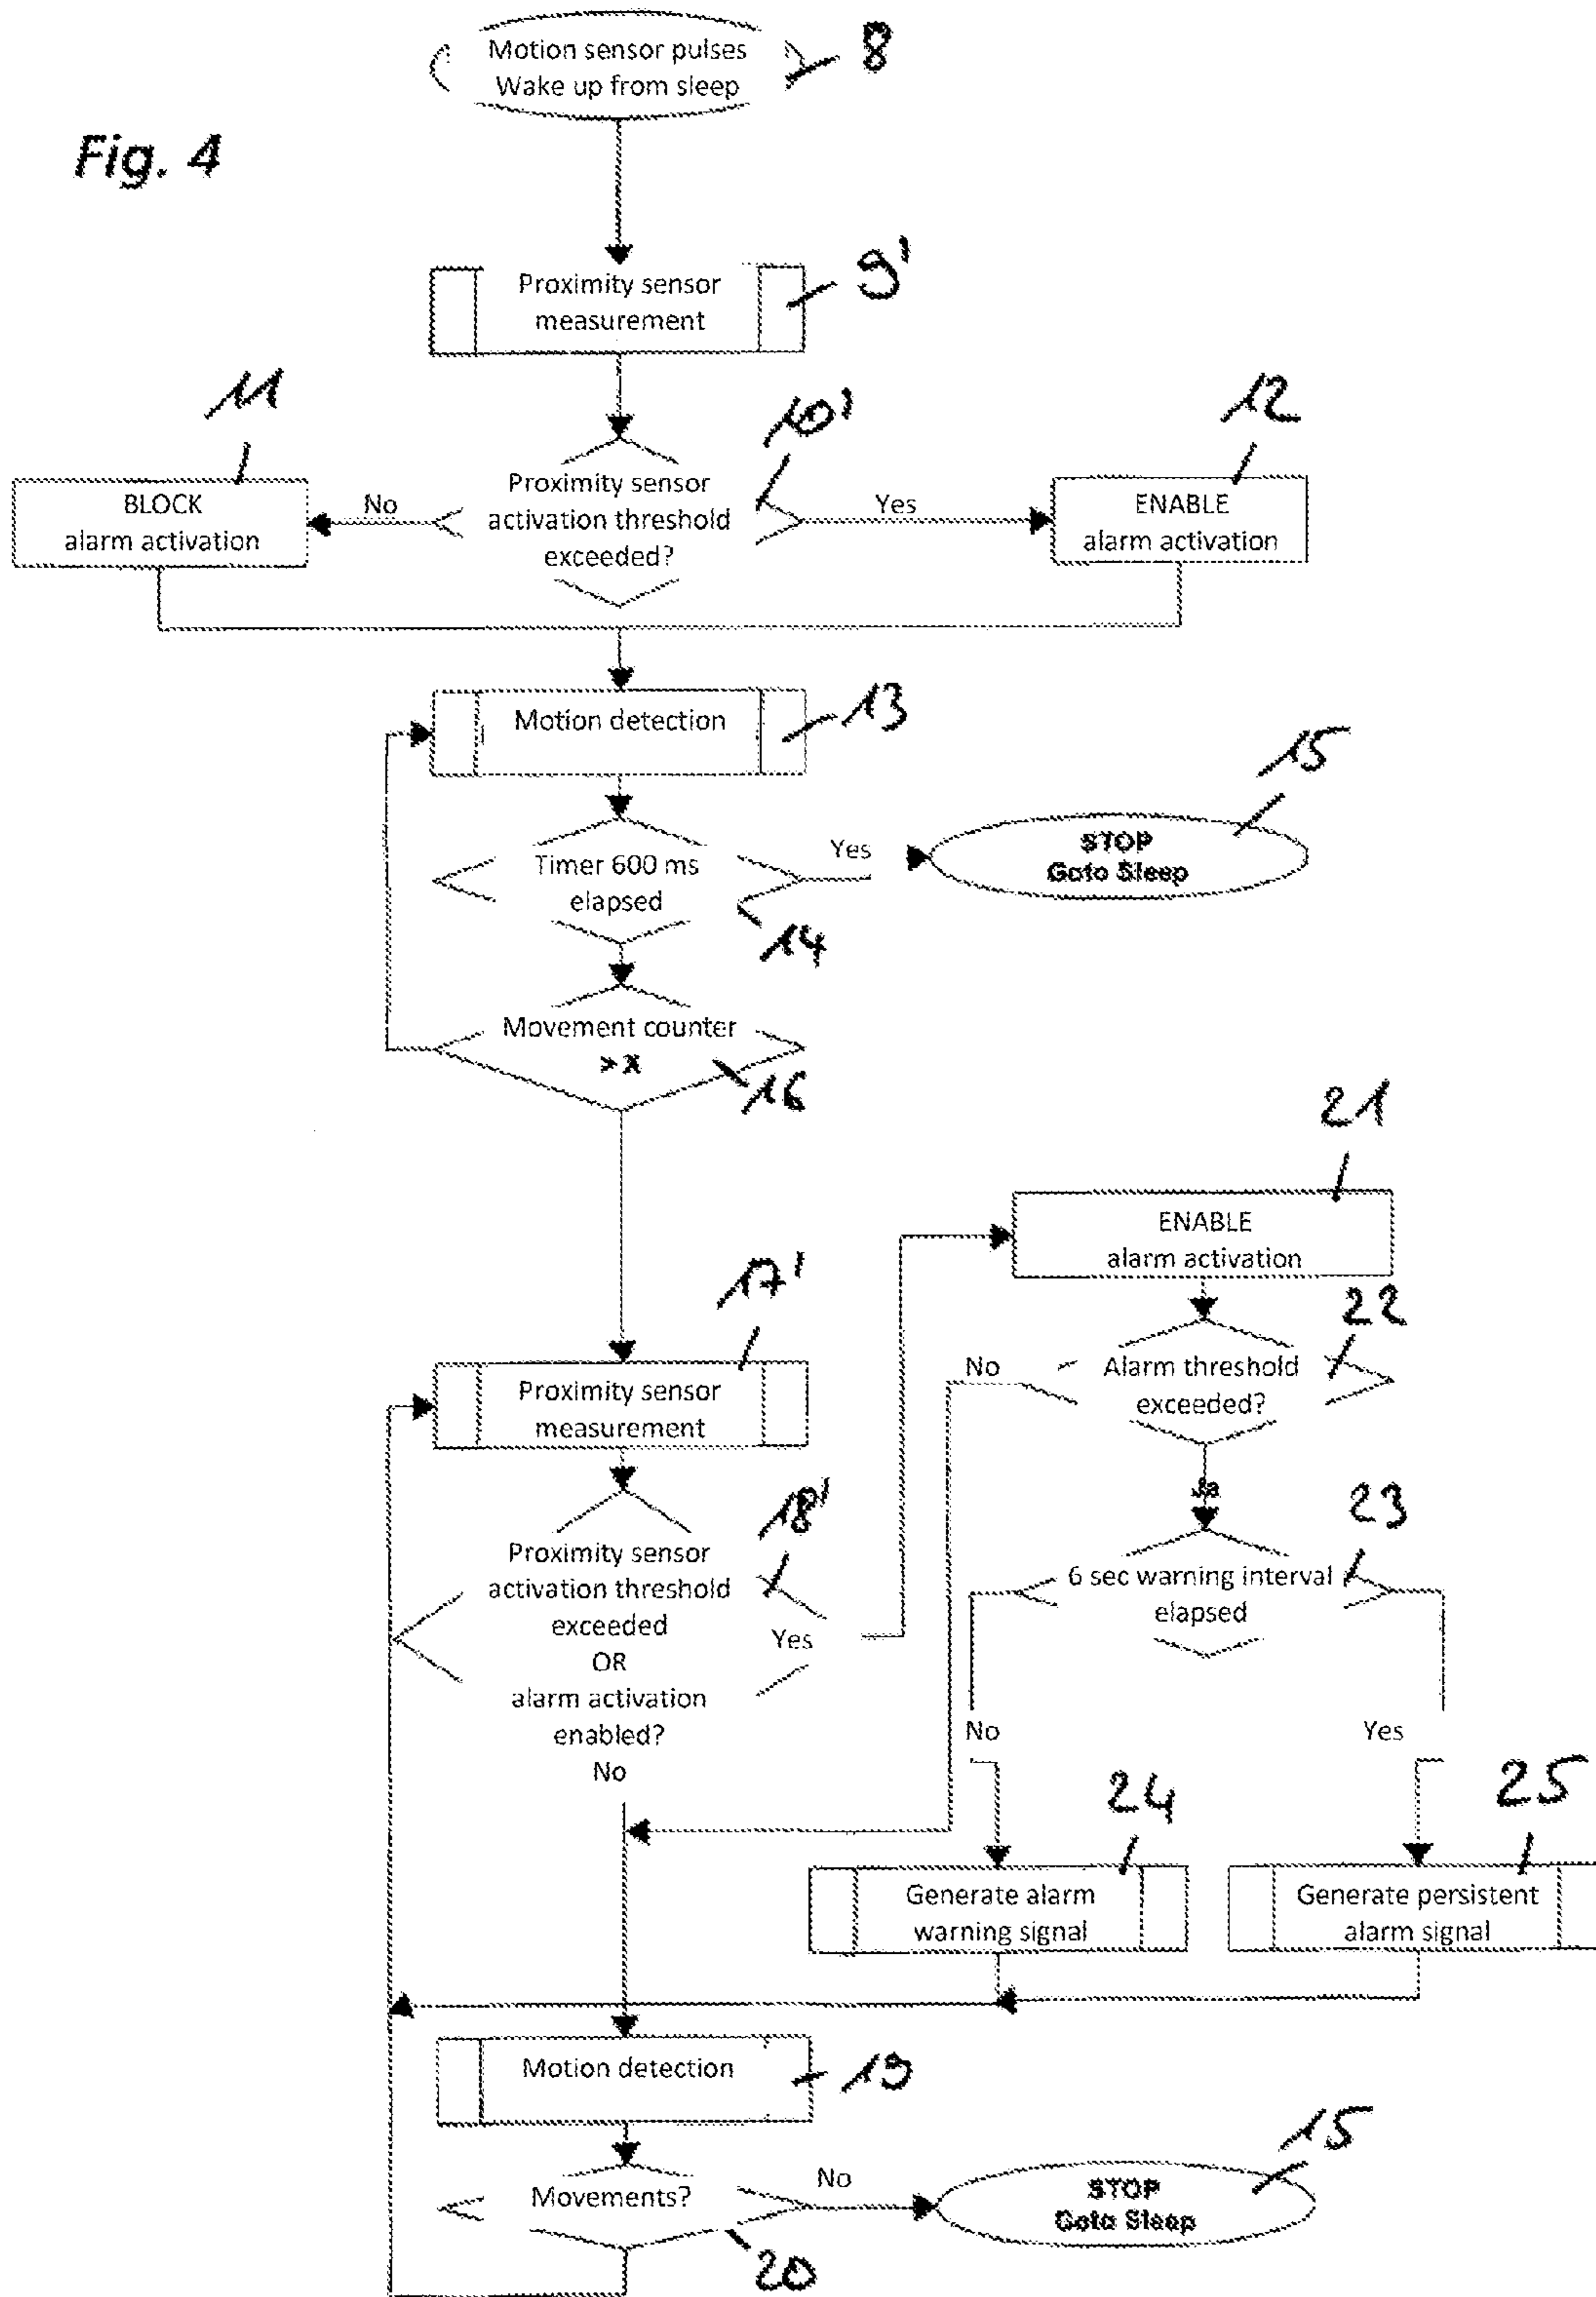 Motion sensor pulses
Wake up from sleep
8
Fig. 4
Proximity sensor
measurement
9'
11
10'
12
BLOCK
alarm activation
No
Proximity sensor
activation threshold
exceeded?
Yes
ENABLE
alarm activation
Motion detection
13
15
Timer 600 ms
elapsed
Yes
STOP
Goto Sleep
14
Movement counter
> X
16
21
ENABLE
alarm activation
17'
22
Proximity sensor
measurement
No
Alarm threshold
exceeded?
Ja
18'
23
Proximity sensor
activation threshold
exceeded
OR
alarm activation
enabled?
No
Yes
6 sec warning interval
elapsed
No
Yes
24
25
Generate alarm
warning signal
Generate persistent
alarm signal
Motion detection
19
15
Movements?
No
STOP
Goto Sleep
20